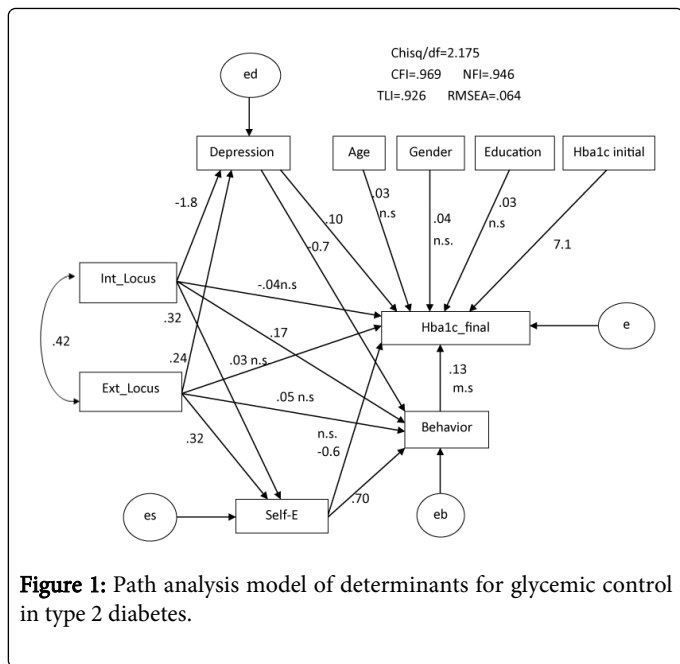 Chisq/df=2.175
CFI=.969 NFI=.946
TLI=.926 RMSEA=.064
ed
Depression
Age
Gender
Education
Hba1c initial
-1.8
.10
-0.7
.03
n.s
.04
n.s.
.03
n.s
7.1
Int_Locus
-.04n.s
.42
.32
.17
Hba1c_final
e
.24
.03 n.s.
Ext_Locus
.05 n.s
.13
m.s
.32
n.s.
-0.6
Behavior
.70
es
Self-E
eb
Figure 1: Path analysis model of determinants for glycemic control
in type 2 diabetes.